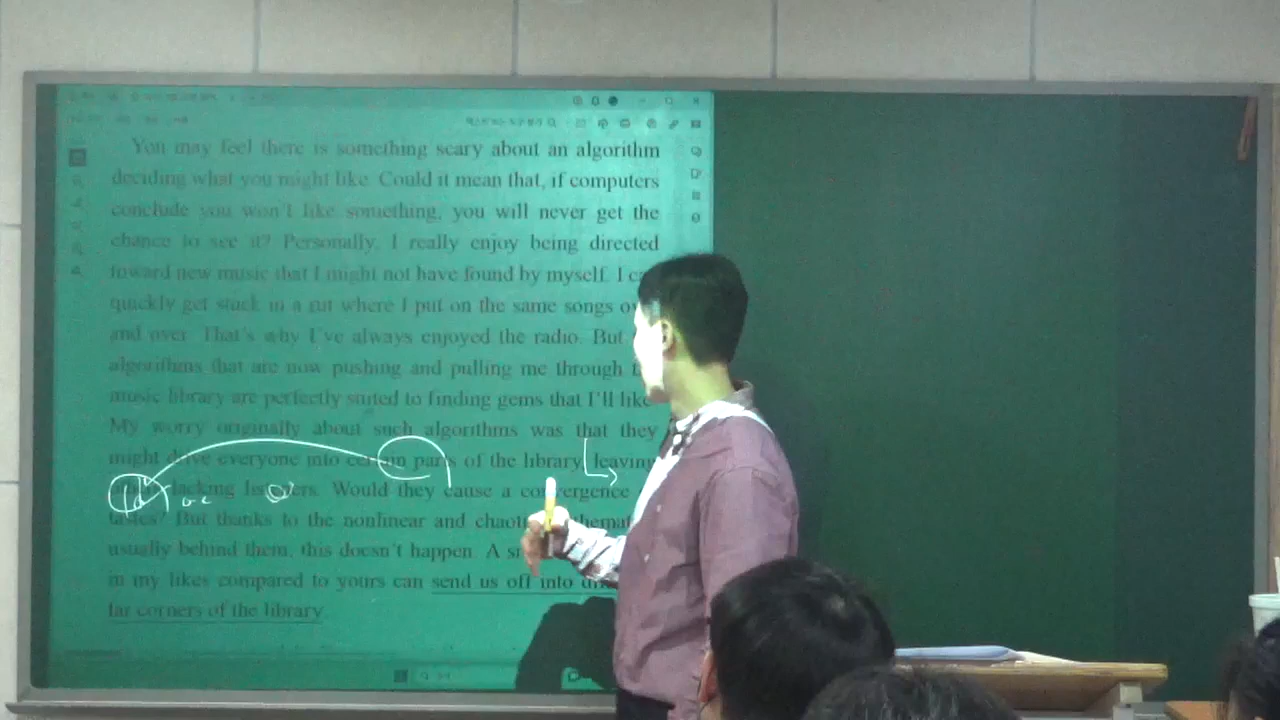 You may feel there is something scary about an algorithm
deciding what you might like. Could it mean that, if computers
conclude you won't like something, you will never get the
chance to see it? Personally, I really enjoy being directed
toward new music that I might not have found by myself. I
quickly get stuck in a rut where I put on the same songs
and over. That's why I've always enjoyed the radio. But
algorithms that are now pushing and pulling me through
music library are perfectly suited to finding gems that I'll like
My worry originally about such algorithms was that they
might drive everyone into certain parts of the library, leaving
lacking listeners. Would they cause a convergence
tastes? But thanks to the nonlinear and chaotic
usually behind them, this doesn't happen. A
in my likes compared to yours can send us off into
far corners of the library.